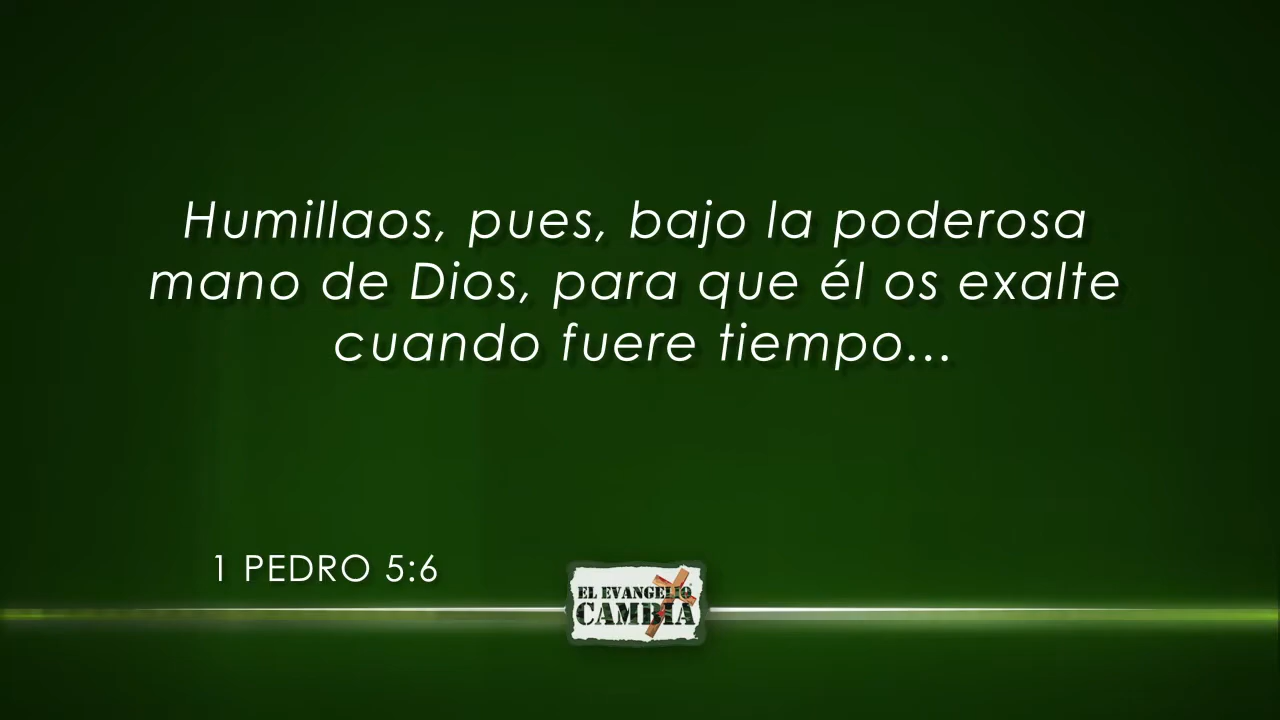 Humillaos, pues, bajo la poderosa
mano de Dios, para que él os exalte
cuando fuere tiempo...
1 PEDRO 5:6
EL EVANGELIO
CAMBIA